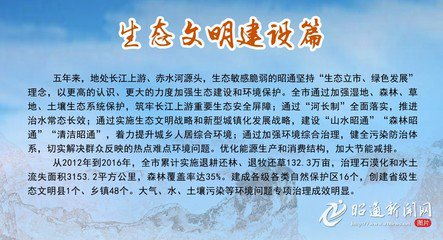 生态文明建设篇
五年来，地处长江上游、赤水河源头，生态敏感脆弱的昭通坚持“生态立市、绿色发展”
理念，以更高的认识、更大的力度加强生态建设和环境保护。全市通过加强湿地、森林、草
地、土壤生态系统保护，筑牢长江上游重要生态安全屏障；通过“河长制”全面落实，推进
治水常态长效；通过实施生态文明战略和新型城镇化发展战略，建设“山水昭通”“森林昭
通”“清洁昭通”，着力提升城乡人居综合环境；通过加强环境综合治理，健全污染防治体
系，切实解决群众反映的热点难点环境问题。优化能源生产和消费结构，加大节能减排。
从2012年到2016年，全市累计实施退耕还林、退牧还草132.3万亩，治理石漠化和水土
流失面积3153.2平方公里，森林覆盖率达35%。建成各级各类自然保护区16个，创建省级生
态文明县1个、乡镇48个。大气、水、土壤污染等环境问题专项治理成效明显。
昭通新闻网
图片